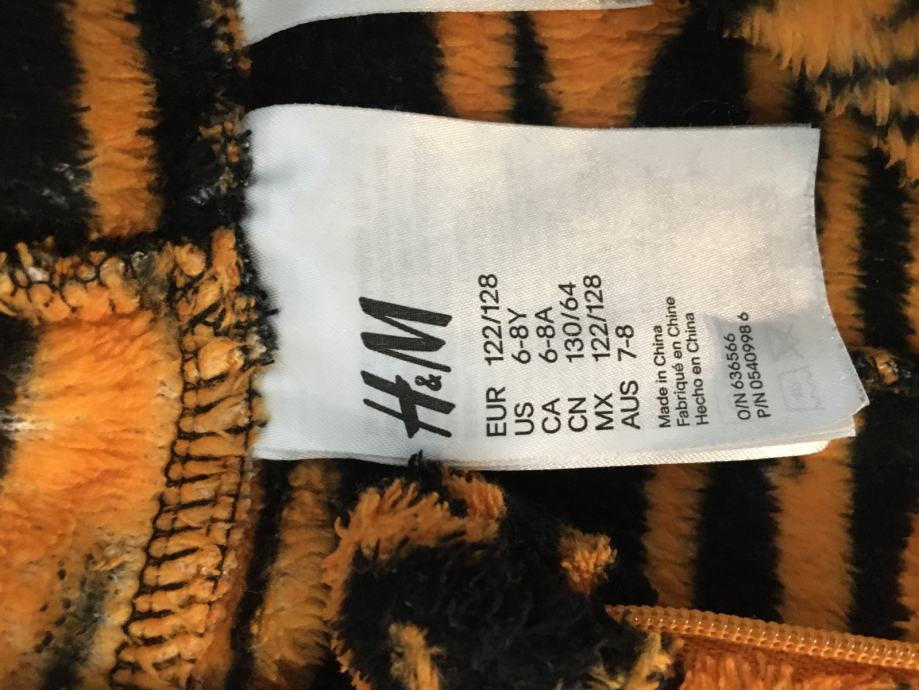 H&M
EUR 122/128
US 6-8Y
CA 6-8A
CN 130/64
MX 122/128
AUS 7-8
Made in China
Fabriqué en Chine
Hecho en China
O/N 636566
P/N 0540998 6